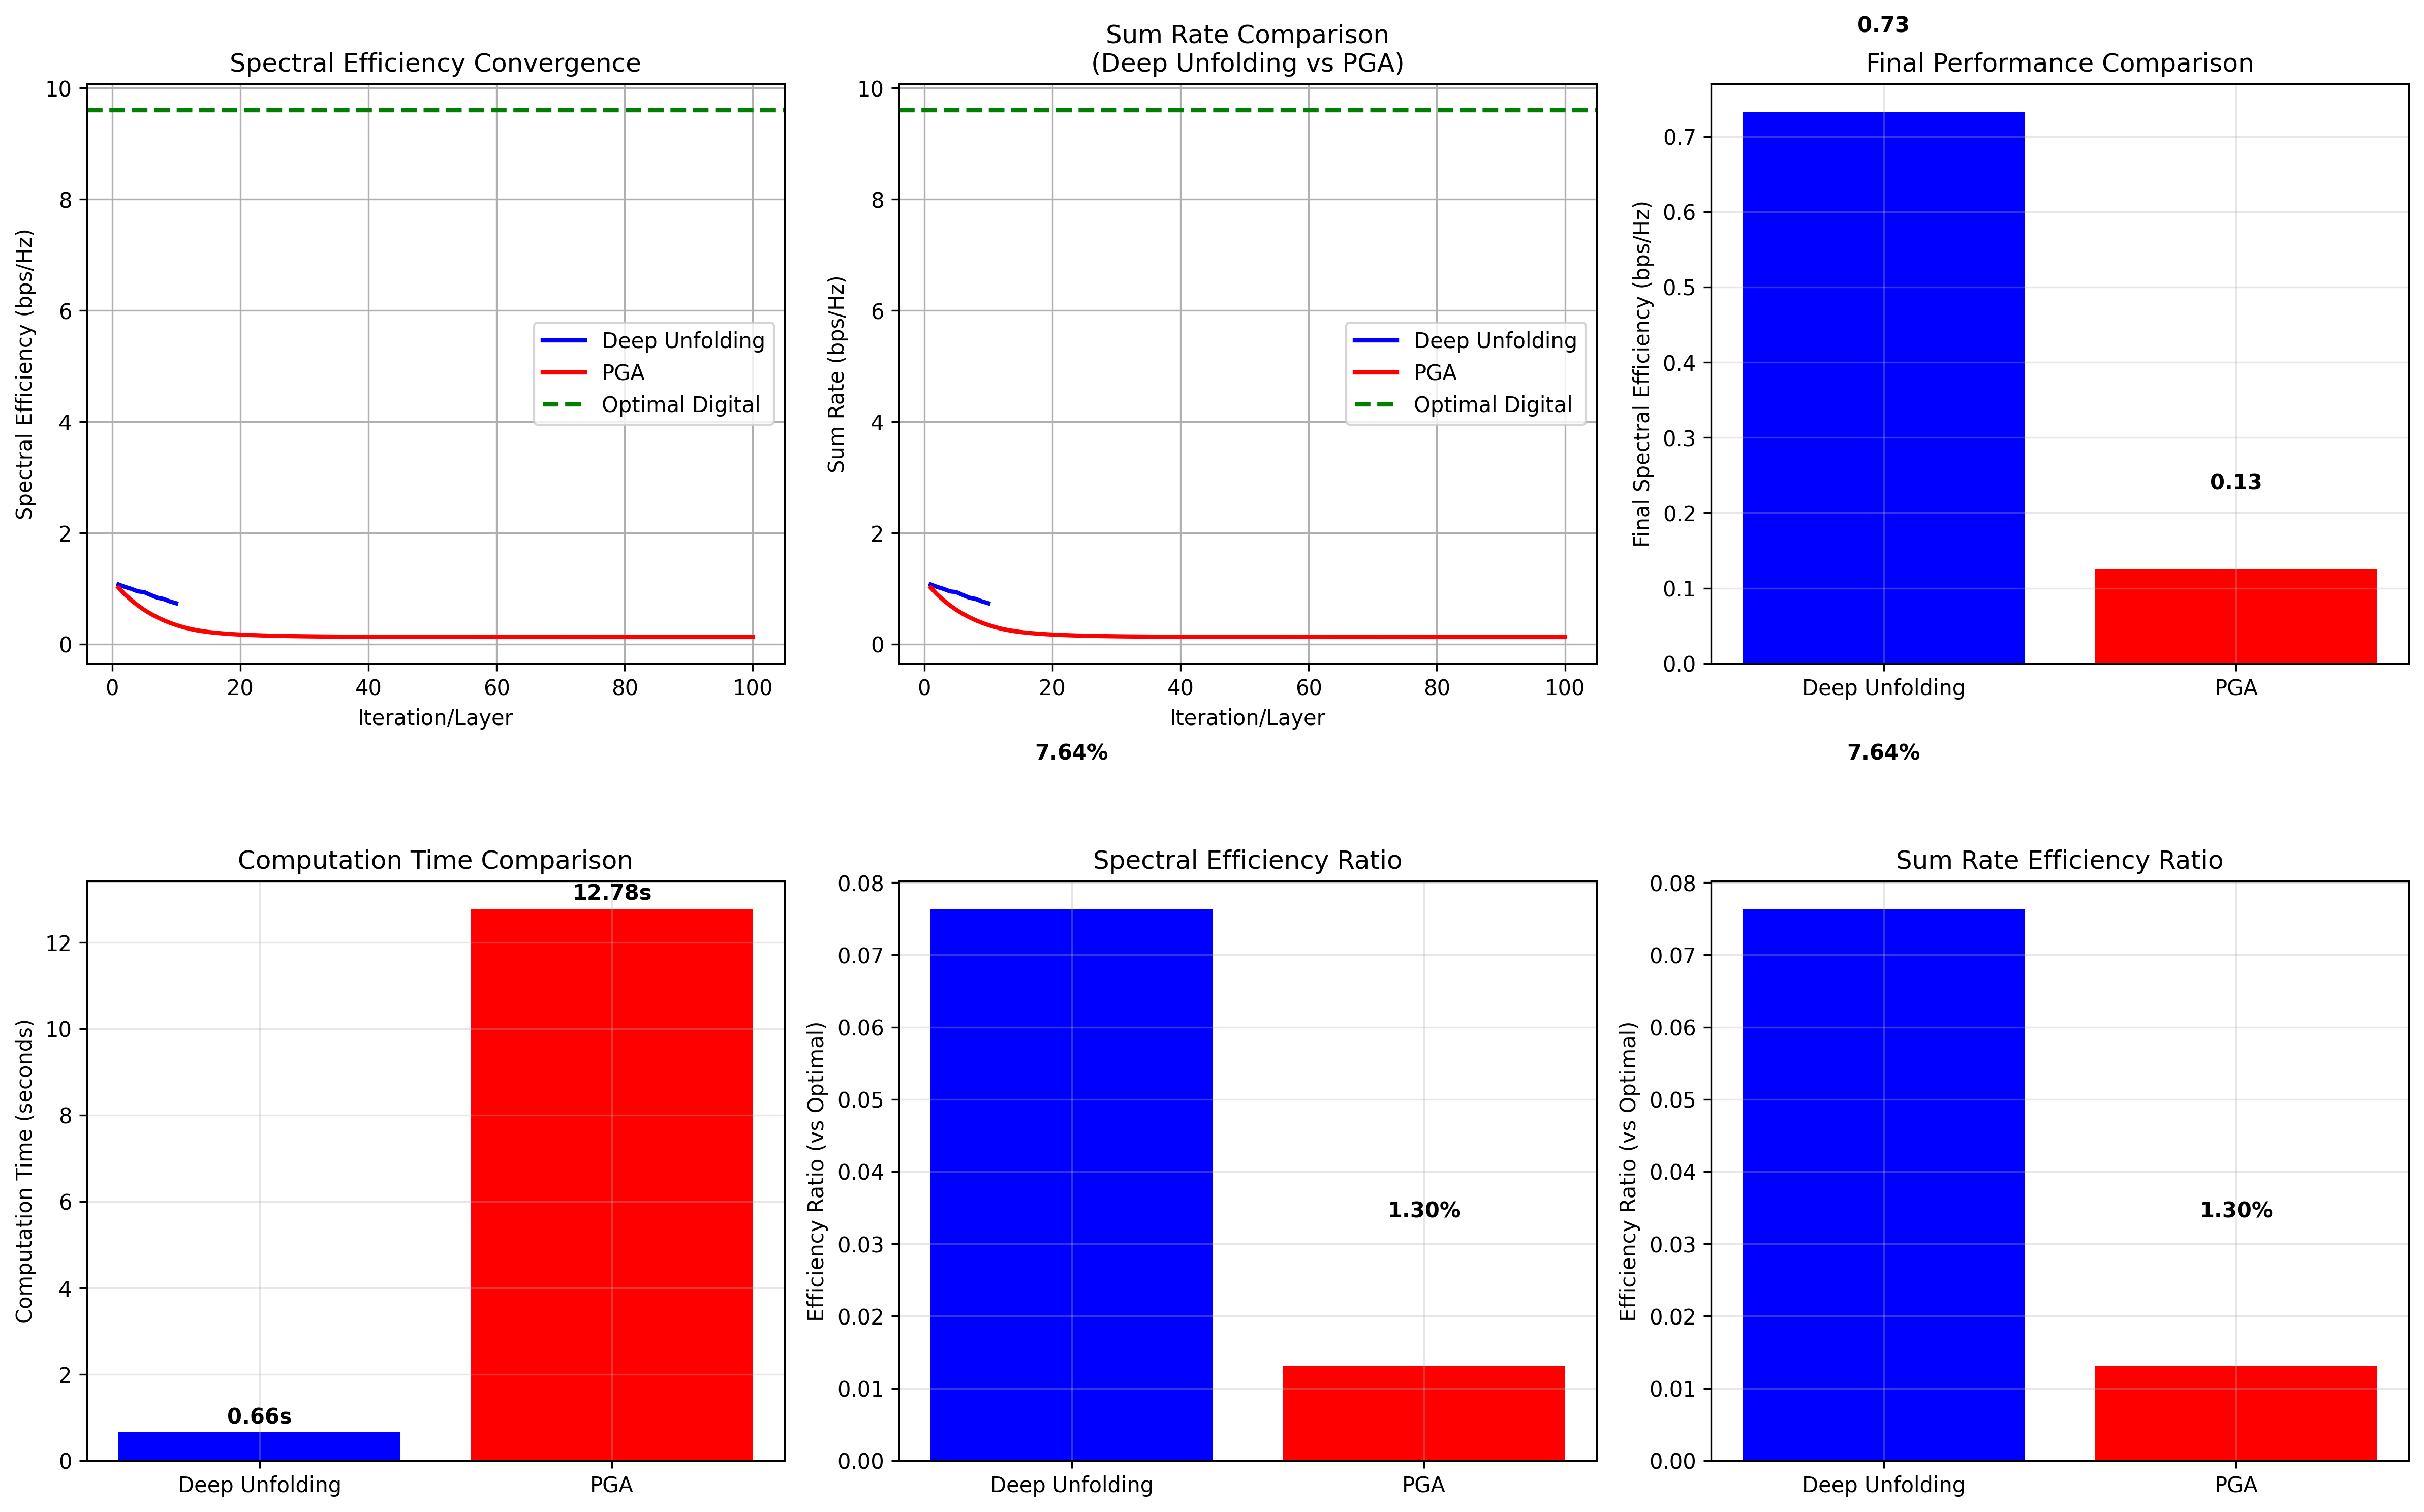 Spectral Efficiency Convergence
Spectral Efficiency (bps/Hz)
10
8
6
4
2
0
Deep Unfolding
PGA
Optimal Digital
0 20 40 60 80 100
Iteration/Layer
Sum Rate Comparison
(Deep Unfolding vs PGA)
Sum Rate (bps/Hz)
10
8
6
4
2
0
Deep Unfolding
PGA
Optimal Digital
0 20 40 60 80 100
Iteration/Layer
0.73
Final Performance Comparison
Final Spectral Efficiency (bps/Hz)
0.7
0.6
0.5
0.4
0.3
0.2
0.1
0.0
0.13
Deep Unfolding PGA
Computation Time Comparison
Computation Time (seconds)
12
10
8
6
4
2
0
12.78s
0.66s
Deep Unfolding PGA
7.64%
Spectral Efficiency Ratio
Efficiency Ratio (vs Optimal)
0.08
0.07
0.06
0.05
0.04
0.03
0.02
0.01
0.00
1.30%
Deep Unfolding PGA
7.64%
Sum Rate Efficiency Ratio
Efficiency Ratio (vs Optimal)
0.08
0.07
0.06
0.05
0.04
0.03
0.02
0.01
0.00
1.30%
Deep Unfolding PGA